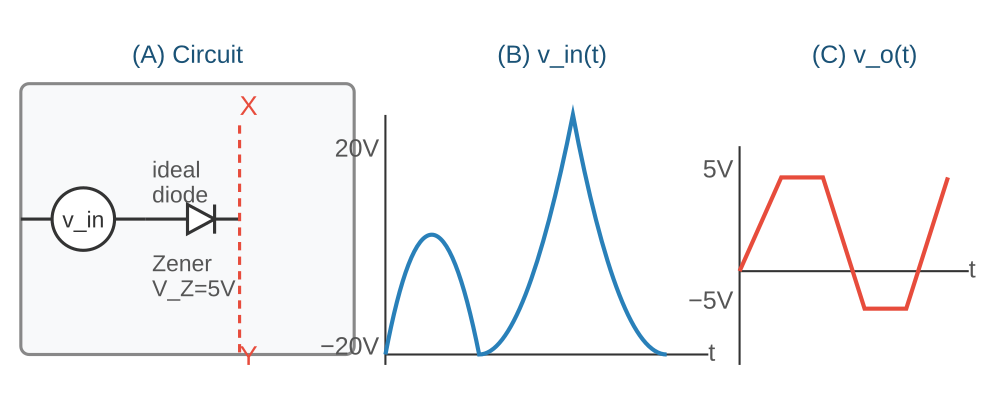 (A) Circuit
X
ideal
diode
v_in
Zener
V_Z=5V
Y
(B) v_in(t)
20V
−20V
t
(C) v_o(t)
5V
−5V
t